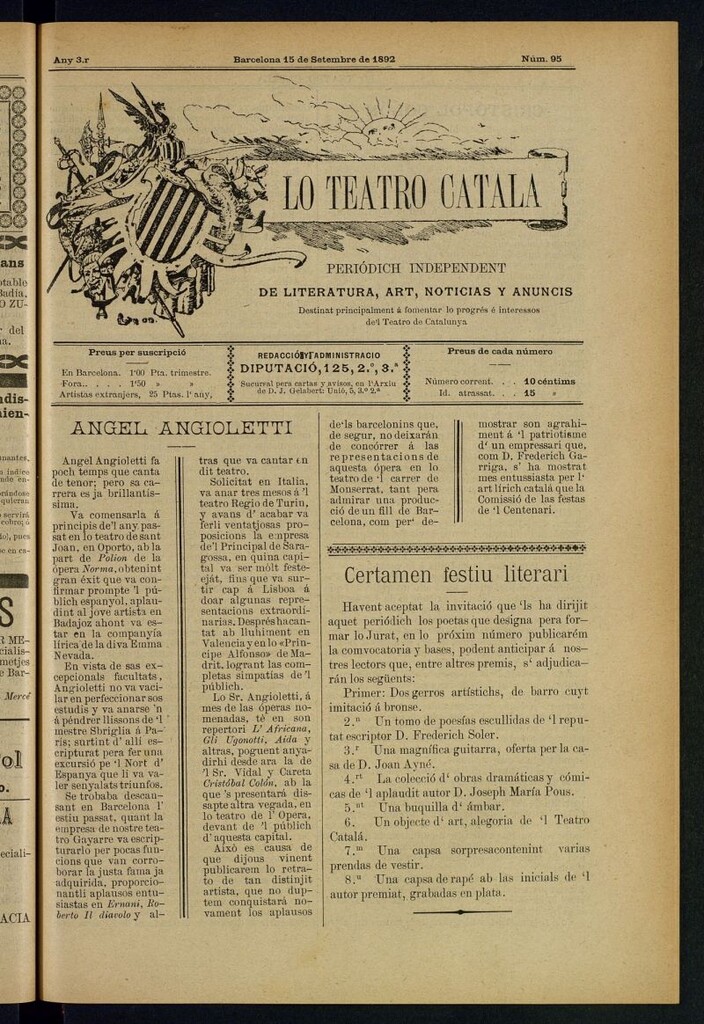 Any 3.r Barcelona 15 de Setembre de 1892 Núm. 95
LO TEATRO CATALA
PERIÓDICH INDEPENDENT
DE LITERATURA, ART, NOTICIAS Y ANUNCIS
Destinat principalment á fomentar lo progrés é interessos
de'l Teatro de Catalunya
Preus per suscripció
En Barcelona. 1'00 Pta. trimestre.
Fora.. . . . 1'50 » »
Artistas extranjers, 25 Ptas. l'any,
REDACCIÓ Y ADMINISTRACIO
DIPUTACIÓ, 125, 2.º, 3.ª
Sucursal pera cartas y avisos, en l'Arxiu
de D. J. Gelabert: Unió, 5, 3.º 2.ª
Preus de cada número
Número corrent. . . 10 céntims
Id. atrassat. . . 15 »
ANGEL ANGIOLETTI
Angel Angioletti fa
poch temps que canta
de tenor; pero sa ca-
rrera es ja brillantís-
sima.
Va comensarla á
principis de'l any pas-
sat en lo teatro de sant
Joan, en Oporto, ab la
part de Polion de la
ópera Norma, obtenint
gran éxit que va con-
firmar prompte 'l pú-
blich espanyol, aplau-
dint al jove artista en
Badajoz ahont va es-
tar en la companyía
lírica de la diva Emma
Nevada.
En vista de sas ex-
cepcionals facultats,
Angioletti no va vaci-
lar en perfeccionar sos
estudis y va anarse 'n
á péndrer llissons de 'l
mestre Sbriglia á Pa-
ris; surtint d' allí es-
cripturat pera fer una
excursió pe 'l Nort d'
Espanya que li va va-
ler senyalats triunfos.
Se trobaba descau-
sant en Barcelona l'
estiu passat, quant la
empresa de nostre tea-
tro Gayarre va escrip-
turarlo per pocas fun-
cions que van corro-
borar la justa fama ja
adquirida, proporcio-
nantli aplausos entu-
siastas en Ernani, Ro-
berto Il diavolo y al-
tras que va cantar en
dit teatro.
Solicitat en Italia,
va anar tres mesos á 'l
teatro Regio de Turin,
y avans d' acabar va
ferli ventatjosas pro-
posicions la empresa
de'l Principal de Sara-
gossa, en quina capi-
tal va ser mòlt feste-
eját, fins que va sur-
tir cap á Lisboa á
doar algunas repre-
sentacions extraordi-
narias. Després ha can-
tat ab lluhiment en
Valencia y en lo «Prin-
cipe Alfonso» de Ma-
drit, logrant las com-
pletas simpatías de 'l
públich.
Lo Sr. Angioletti, á
mes de las óperas no-
menadas, té en son
repertori L' Africana,
Gli Ugonotti, Aida y
altras, poguent anya-
dirhi desde ara la de
'l Sr. Vidal y Careta
Cristóbal Colón, ab la
que 's presentará dis-
sapte altra vegada, en
lo teatro de l' Opera,
devant de 'l públich
d' aquesta capital.
Aixó es causa de
que dijous vinent
publicarem lo retra-
to de tan distinjit
artista, que no dup-
tem conquistará no-
vament los aplausos
de'ls barcelonins que,
de segur, no deixarán
de concórrer á las
representacions de
aquesta ópera en lo
teatro de 'l carrer de
Monserrat, tant pera
admirar una produc-
ció de un fill de Bar-
celona, com per' de-
mostrar son agrahi-
ment á 'l patriotisme
d' un empressari que,
com D. Frederich Ga-
rriga, s' ha mostrat
mes entussiasta per l'
art lírich catalá que la
Comissió de las festas
de 'l Centenari.
Certamen festiu literari
Havent aceptat la invitació que 'ls ha dirijit
aquet periódich los poetas que designa pera for-
mar lo Jurat, en lo próxim número publicarém
la comvocatoria y bases, podent anticipar á nos-
tres lectors que, entre altres premis, s' adjudica-
rán los següents:
Primer: Dos gerros artístichs, de barro cuyt
imitació á bronse.
2.n Un tomo de poesías escullidas de 'l repu-
tat escriptor D. Frederich Soler.
3.r Una magnífica guitarra, oferta per la ca-
sa de D. Joan Ayné.
4.rt La colecció d' obras dramáticas y cómi-
cas de 'l aplaudit autor D. Joseph María Pous.
5.nt Una buquilla d' ámbar.
6. Un objecte d' art, alegoria de 'l Teatro
Catalá.
7.m Una capsa sorpresa contenint varias
prendas de vestir.
8.u Una capsa de rapé ab las inicials de 'l
autor premiat, grabadas en plata.